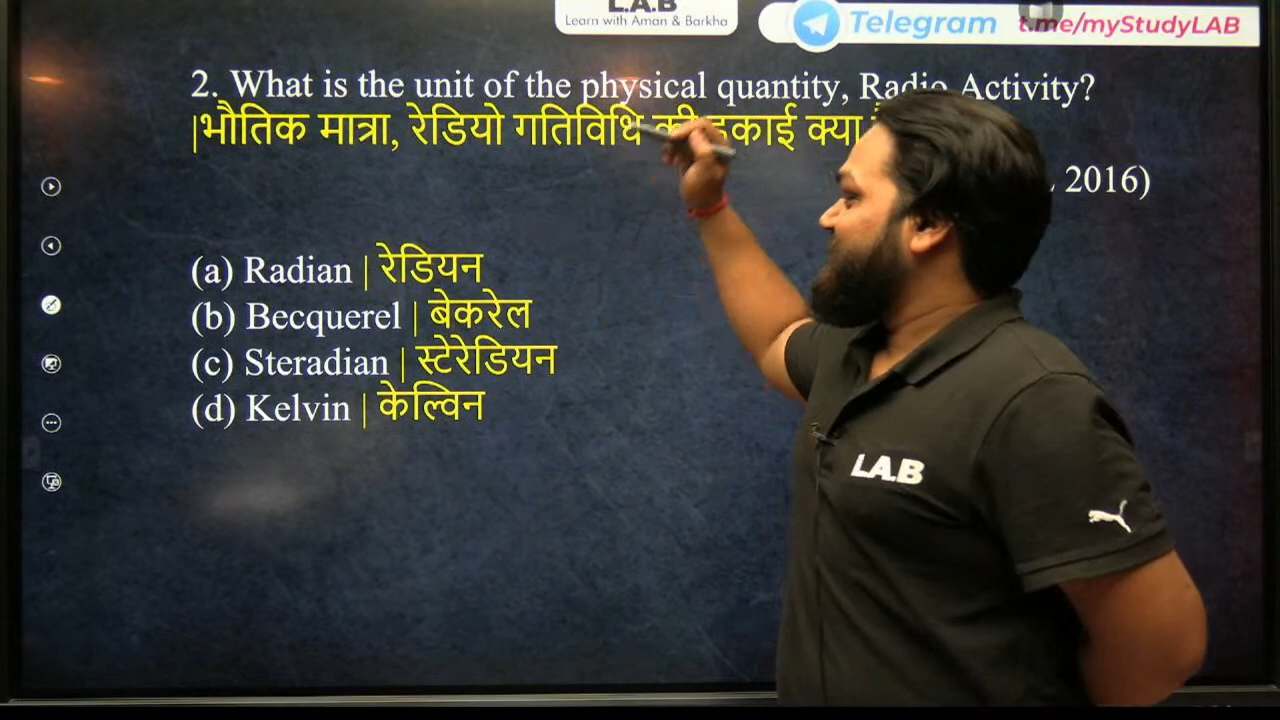 L.A.B
Learn with Aman & Barkha
Telegram t.me/myStudyLAB
2. What is the unit of the physical quantity, Radio Activity?
|भौतिक मात्रा, रेडियो गतिविधि की इकाई क्या
2016)
(a) Radian | रेडियन
(b) Becquerel | बेकरेल
(c) Steradian | स्टेरेडियन
(d) Kelvin | केल्विन
L.A.B